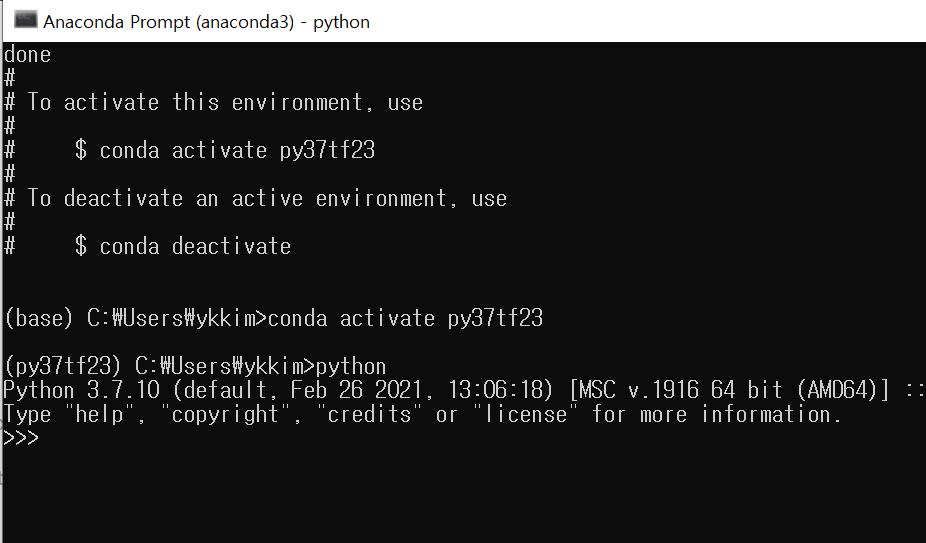 Anaconda Prompt (anaconda3) - python
done
#
# To activate this environment, use
#
#     $ conda activate py37tf23
#
# To deactivate an active environment, use
#
#     $ conda deactivate
(base) C:₩Users₩ykkim>conda activate py37tf23
(py37tf23) C:₩Users₩ykkim>python
Python 3.7.10 (default, Feb 26 2021, 13:06:18) [MSC v.1916 64 bit (AMD64)] ::
Type "help", "copyright", "credits" or "license" for more information.
>>>